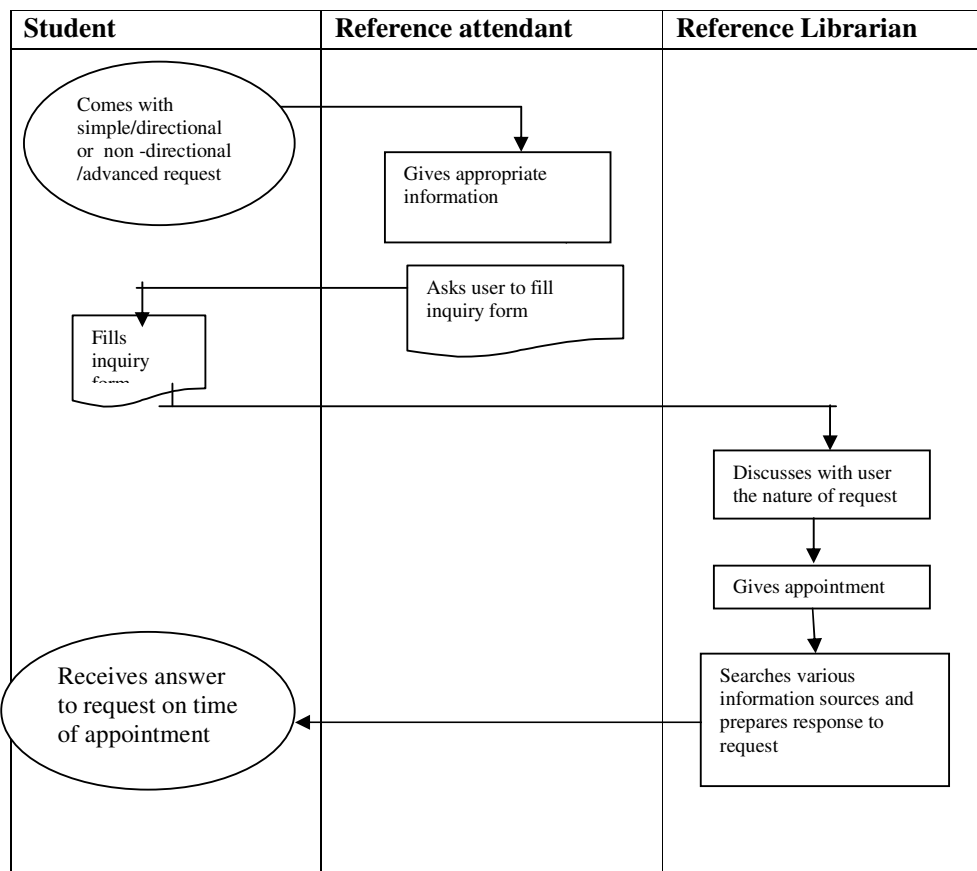 Student
Reference attendant
Reference Librarian
Comes with
simple/directional
or non -directional
/advanced request
Gives appropriate
information
Asks user to fill
inquiry form
Fills
inquiry
form
Discusses with user
the nature of request
Gives appointment
Searches various
information sources and
prepares response to
request
Receives answer
to request on time
of appointment